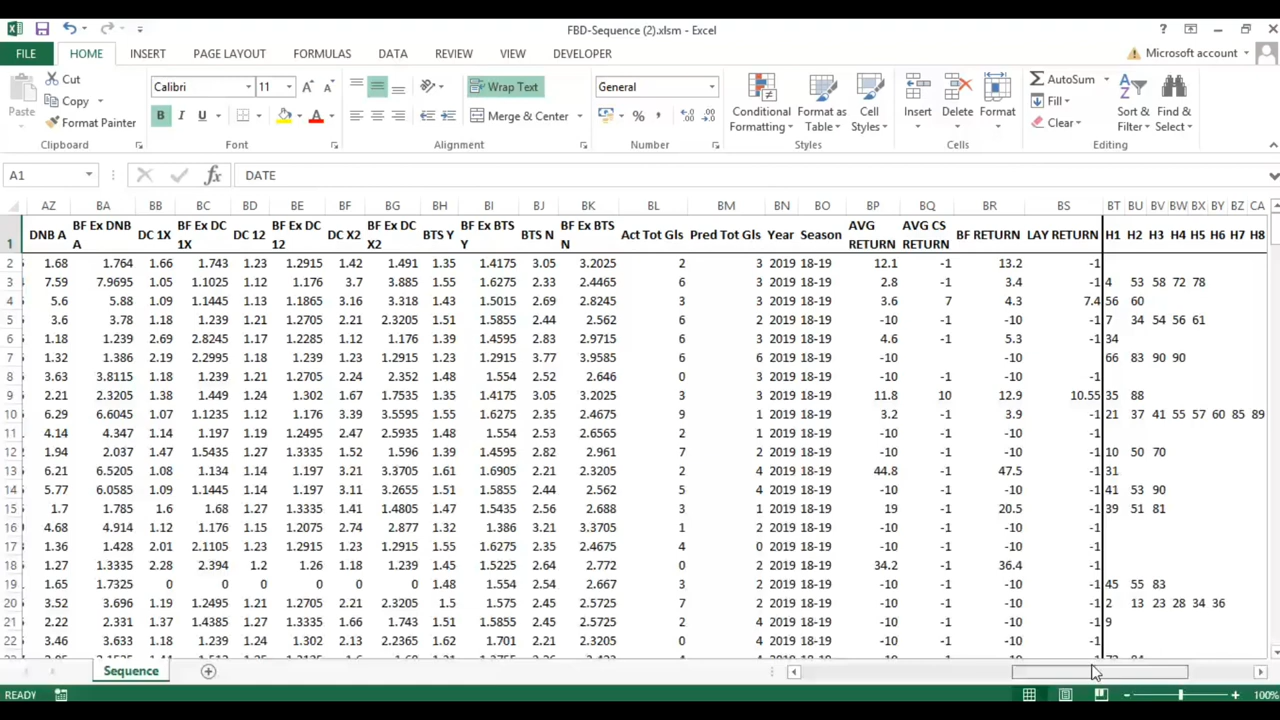 FBD-Sequence (2).xlsm - Excel
FILE HOME INSERT PAGE LAYOUT FORMULAS DATA REVIEW VIEW DEVELOPER Microsoft account
Paste Cut Calibri 11 Wrap Text General Conditional Formatting Format as Table Cell Styles Insert Delete Format AutoSum Sort & Filter Find & Select
Copy Fill
Format Painter B I U Merge & Center % , Clear
Clipboard Font Alignment Number Styles Cells Editing
A1 fx DATE
AZ BA BB BC BD BE BF BG BH BI BJ BK BL BM BN BO BP BQ BR BS BT BU BV BW BX BY BZ CA
1 DNB A BF Ex DNB A DC 1X BF Ex DC 1X DC 12 BF Ex DC 12 DC X2 BF Ex DC X2 BTS Y BF Ex BTS Y BTS N BF Ex BTS N Act Tot Gls Pred Tot Gls Year Season AVG RETURN AVG CS RETURN BF RETURN LAY RETURN H1 H2 H3 H4 H5 H6 H7 H8
2 1.68 1.764 1.66 1.743 1.23 1.2915 1.42 1.491 1.35 1.4175 3.05 3.2025 2 3 2019 18-19 12.1 -1 13.2 -1
3 7.59 7.9695 1.05 1.1025 1.12 1.176 3.7 3.885 1.55 1.6275 2.33 2.4465 6 3 2019 18-19 2.8 -1 3.4 -1 4 53 58 72 78
4 5.6 5.88 1.09 1.1445 1.13 1.1865 3.16 3.318 1.43 1.5015 2.69 2.8245 3 3 2019 18-19 3.6 7 4.3 7.4 56 60
5 3.6 3.78 1.18 1.239 1.21 1.2705 2.21 2.3205 1.51 1.5855 2.44 2.562 6 2 2019 18-19 -10 -1 -10 -1 7 34 54 56 61
6 1.18 1.239 2.69 2.8245 1.17 1.2285 1.12 1.176 1.39 1.4595 2.83 2.9715 6 3 2019 18-19 4.6 -1 5.3 -1 34
7 1.32 1.386 2.19 2.2995 1.18 1.239 1.23 1.2915 1.23 1.2915 3.77 3.9585 6 6 2019 18-19 -10 -10 66 83 90 90
8 3.63 3.8115 1.18 1.239 1.21 1.2705 2.24 2.352 1.48 1.554 2.52 2.646 0 3 2019 18-19 -10 -1 -10 -1
9 2.21 2.3205 1.38 1.449 1.24 1.302 1.67 1.7535 1.35 1.4175 3.05 3.2025 3 3 2019 18-19 11.8 10 12.9 10.55 35 88
10 6.29 6.6045 1.07 1.1235 1.12 1.176 3.39 3.5595 1.55 1.6275 2.35 2.4675 9 1 2019 18-19 3.2 -1 3.9 -1 21 37 41 55 57 60 85 89
11 4.14 4.347 1.14 1.197 1.19 1.2495 2.47 2.5935 1.48 1.554 2.53 2.6565 2 1 2019 18-19 -10 -1 -10 -1
12 1.94 2.037 1.47 1.5435 1.27 1.3335 1.52 1.596 1.39 1.4595 2.82 2.961 7 2 2019 18-19 -10 -1 -10 -1 10 50 70
13 6.21 6.5205 1.08 1.134 1.14 1.197 3.21 3.3705 1.61 1.6905 2.21 2.3205 2 4 2019 18-19 44.8 -1 47.5 -1 31
14 5.77 6.0585 1.09 1.1445 1.14 1.197 3.11 3.2655 1.51 1.5855 2.44 2.562 5 4 2019 18-19 -10 -1 -10 -1 41 53 90
15 1.7 1.785 1.6 1.68 1.27 1.3335 1.41 1.4805 1.47 1.5435 2.56 2.688 3 1 2019 18-19 19 -1 20.5 -1 39 51 81
16 4.68 4.914 1.12 1.176 1.15 1.2075 2.74 2.877 1.32 1.386 3.21 3.3705 1 2 2019 18-19 -10 -1 -10 -1
17 1.36 1.428 2.01 2.1105 1.23 1.2915 1.23 1.2915 1.55 1.6275 2.35 2.4675 4 0 2019 18-19 -10 -1 -10 -1
18 1.27 1.3335 2.28 2.394 1.2 1.26 1.18 1.239 1.45 1.5225 2.64 2.772 0 2 2019 18-19 34.2 -1 36.4 -1
19 1.65 1.7325 0 0 0 0 0 0 1.48 1.554 2.54 2.667 3 2 2019 18-19 -10 -1 -10 -1 45 55 83
20 3.52 3.696 1.19 1.2495 1.21 1.2705 2.21 2.3205 1.5 1.575 2.45 2.5725 7 2 2019 18-19 -10 -1 -10 -1 2 13 23 28 34 36
21 2.22 2.331 1.37 1.4385 1.27 1.3335 1.66 1.743 1.51 1.5855 2.45 2.5725 2 4 2019 18-19 -10 -1 -10 -1 9
22 3.46 3.633 1.18 1.239 1.24 1.302 2.13 2.2365 1.62 1.701 2.21 2.3205 0 4 2019 18-19 -10 -1 -10 -1
Sequence
READY 100%